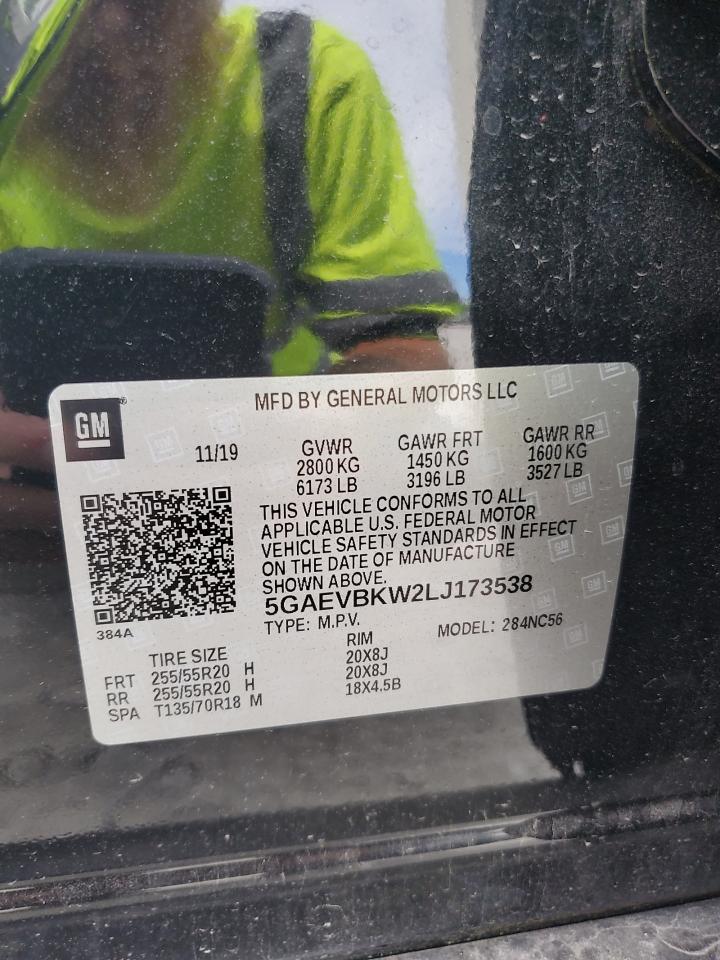 MFD BY GENERAL MOTORS LLC
GM®
11/19
GVWR
2800 KG
6173 LB
GAWR FRT
1450 KG
3196 LB
GAWR RR
1600 KG
3527 LB
THIS VEHICLE CONFORMS TO ALL
APPLICABLE U.S. FEDERAL MOTOR
VEHICLE SAFETY STANDARDS IN EFFECT
ON THE DATE OF MANUFACTURE
SHOWN ABOVE.
5GAEVBKW2LJ173538
384A
TYPE: M.P.V.
MODEL: 284NC56
TIRE SIZE RIM
FRT 255/55R20 H 20X8J
RR 255/55R20 H 20X8J
SPA T135/70R18 M 18X4.5B